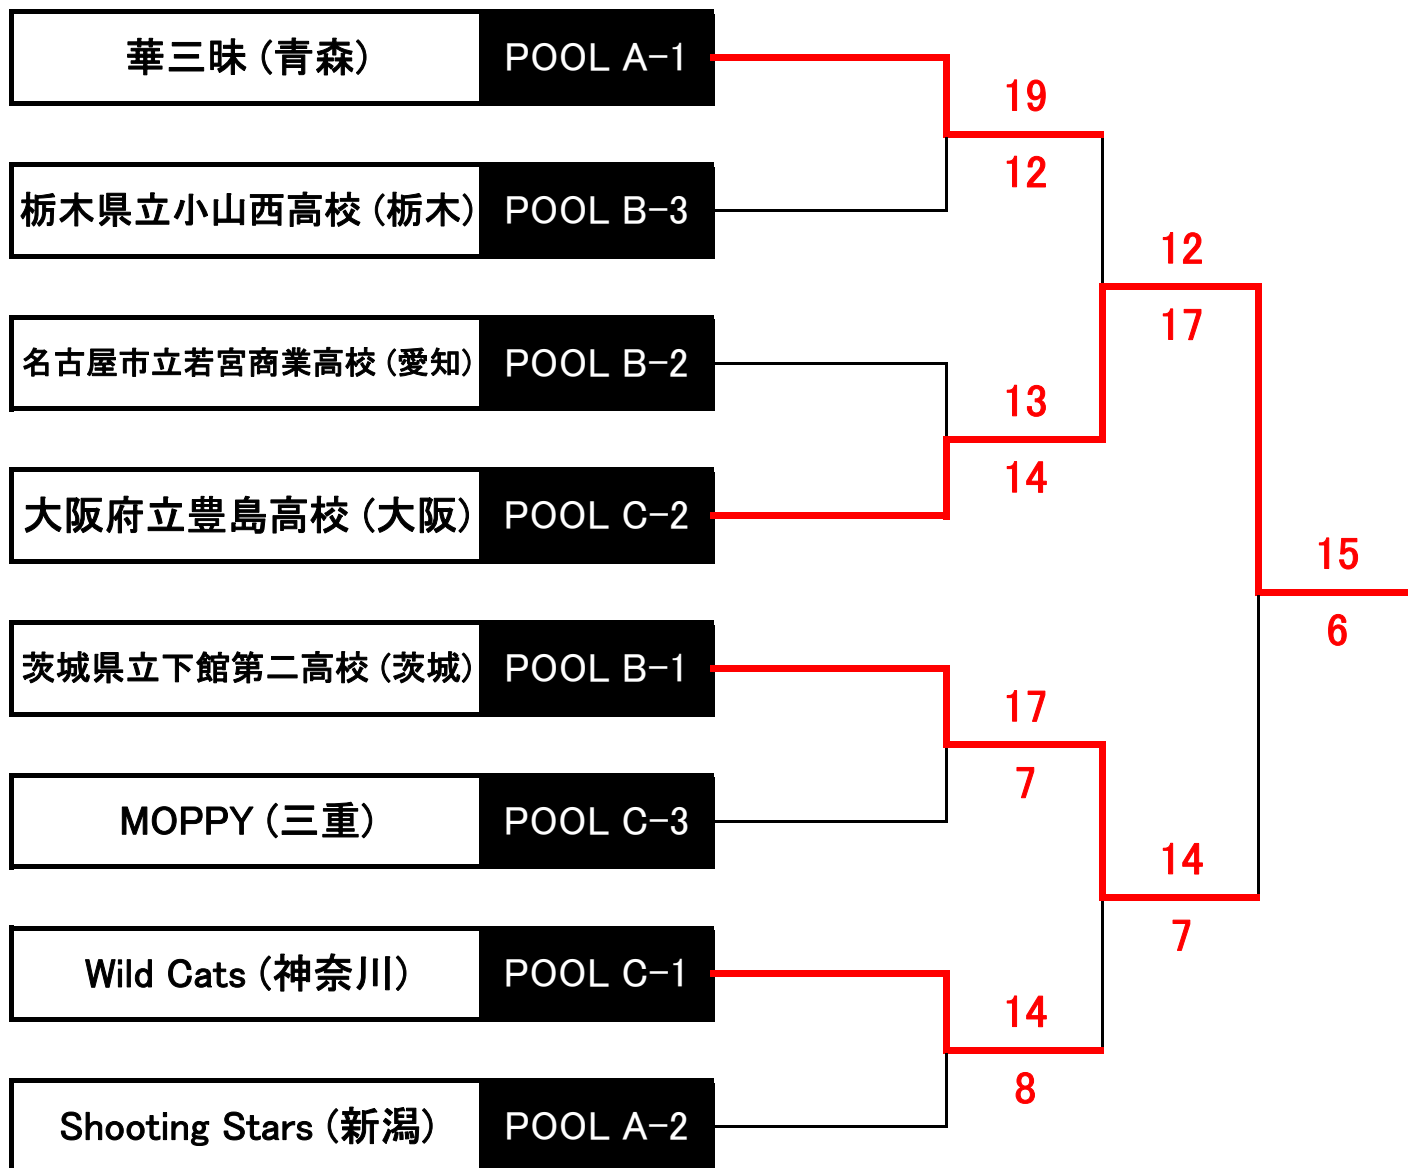 華三昧 (青森) POOL A-1
19
12
栃木県立小山西高校 (栃木) POOL B-3
12
17
名古屋市立若宮商業高校 (愛知) POOL B-2
13
14
大阪府立豊島高校 (大阪) POOL C-2
15
6
茨城県立下館第二高校 (茨城) POOL B-1
17
7
MOPPY (三重) POOL C-3
14
7
Wild Cats (神奈川) POOL C-1
14
8
Shooting Stars (新潟) POOL A-2